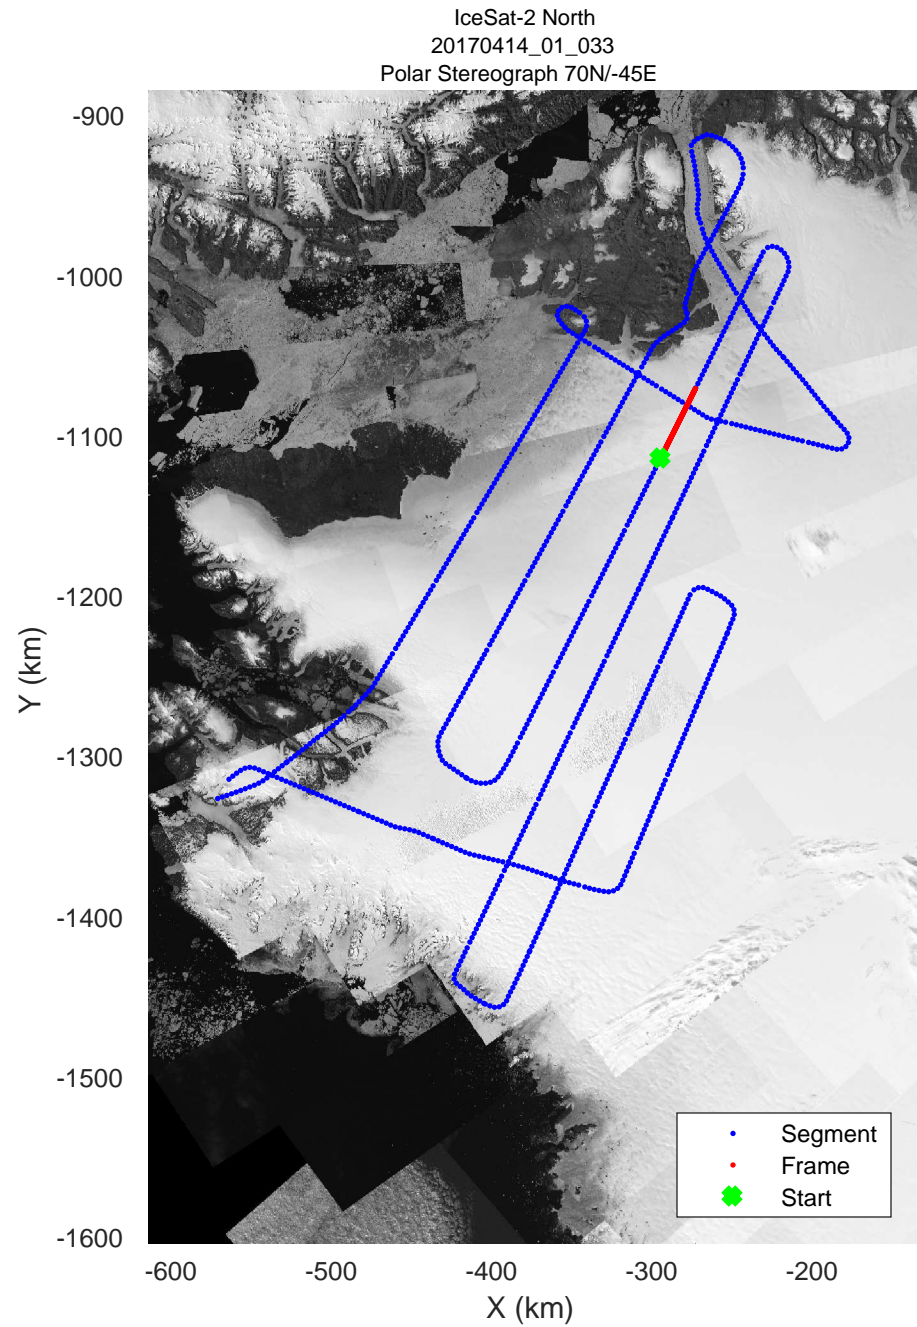 IceSat-2 North
20170414_01_033
Polar Stereograph 70N/-45E
-900
-1000
-1100
-1200
-1300
-1400
-1500
-1600
Y (km)
-600
-500
-400
-300
-200
X (km)
Segment
Frame
Start